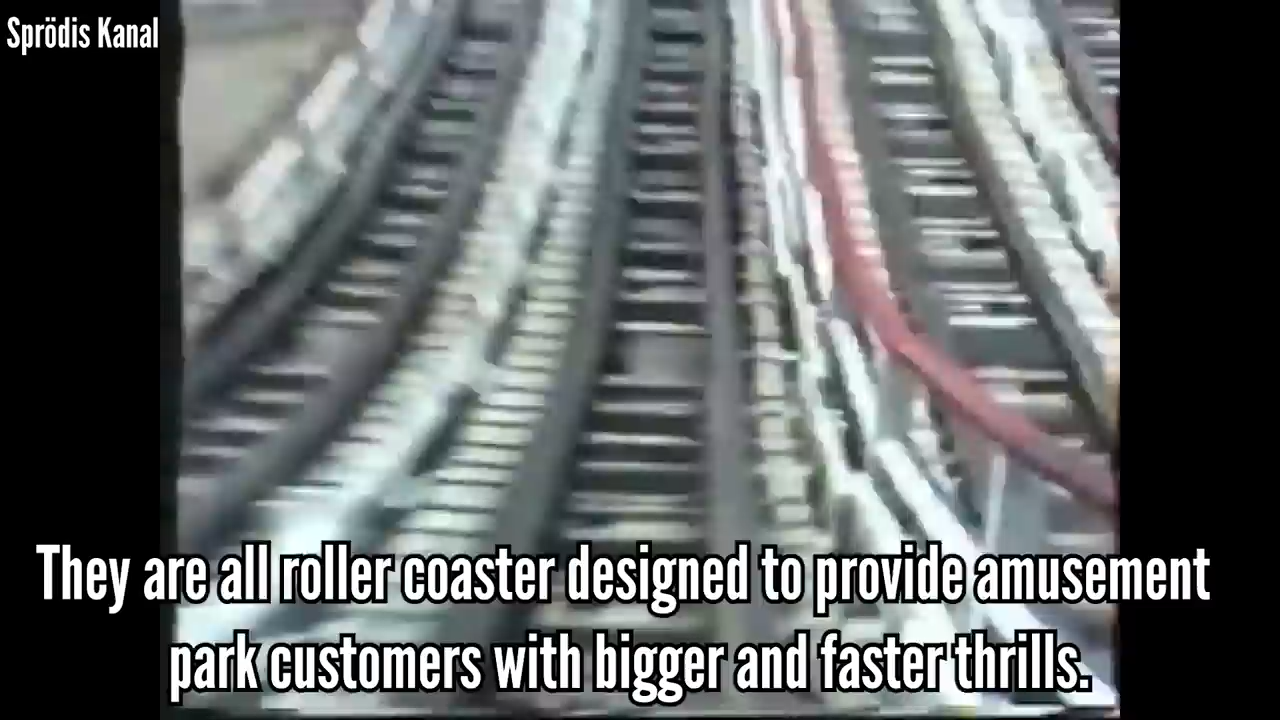 Sprödis Kanal
They are all roller coaster designed to provide amusement
park customers with bigger and faster thrills.